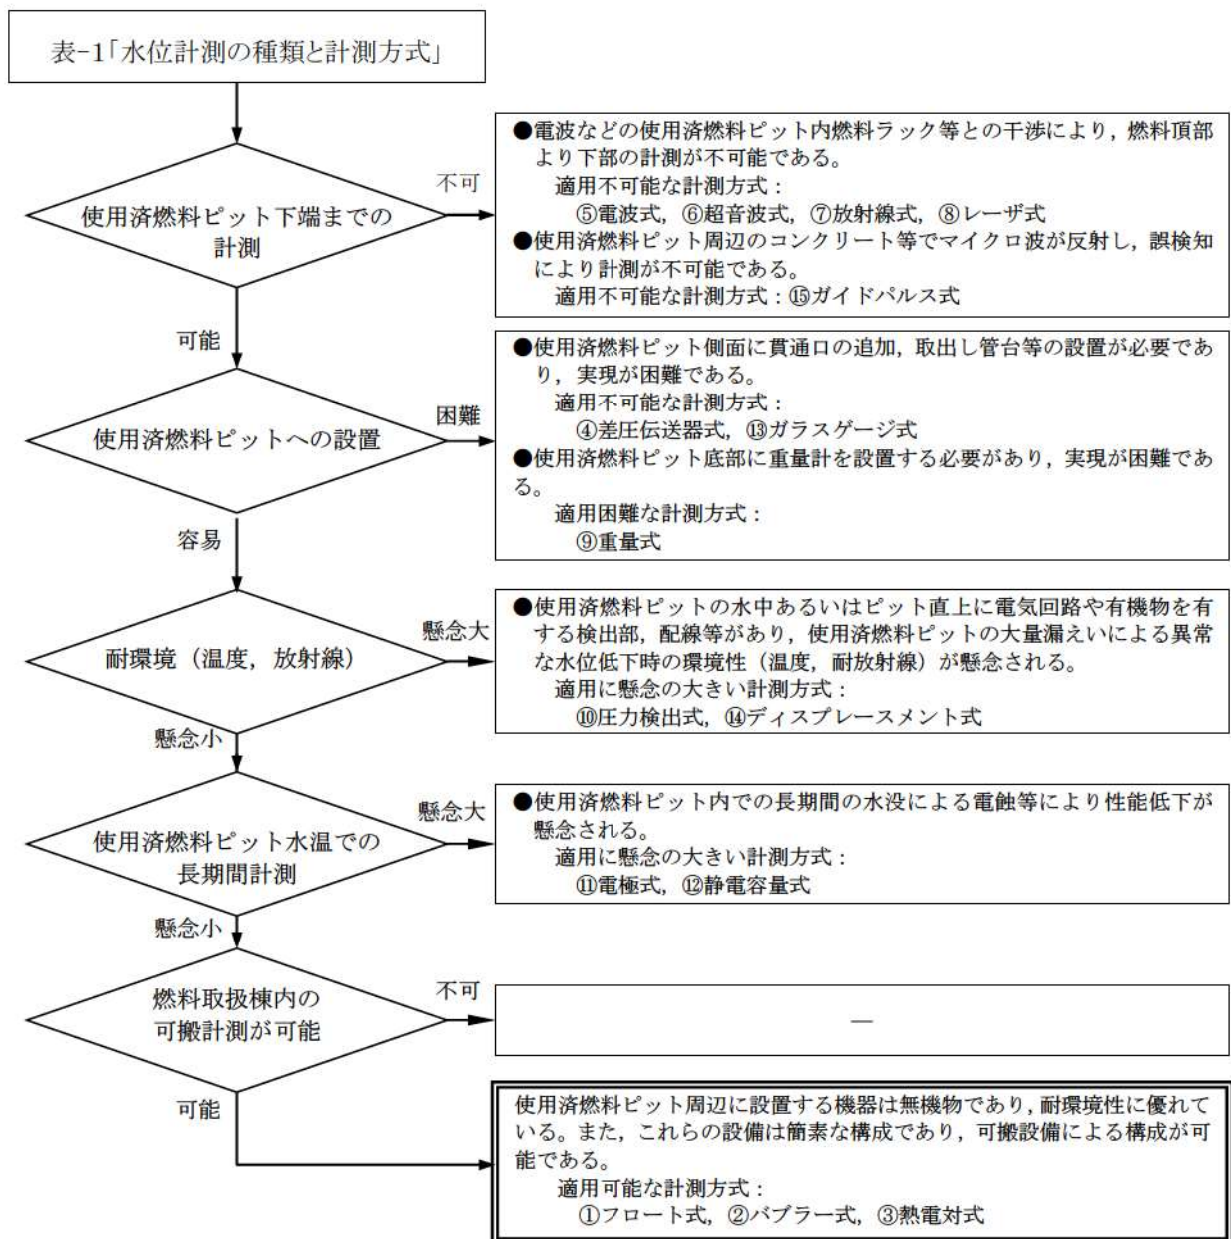 表-1「水位計測の種類と計測方式」
使用済燃料ピット下端までの
計測
不可
●電波などの使用済燃料ピット内燃料ラック等との干渉により，燃料頂部
より下部の計測が不可能である。
適用不可能な計測方式：
⑤電波式，⑥超音波式，⑦放射線式，⑧レーザ式
●使用済燃料ピット周辺のコンクリート等でマイクロ波が反射し，誤検知
により計測が不可能である。
適用不可能な計測方式：⑮ガイドパルス式
可能
使用済燃料ピットへの設置
困難
●使用済燃料ピット側面に貫通口の追加，取出し管台等の設置が必要であ
り，実現が困難である。
適用不可能な計測方式：
④差圧伝送器式，⑬ガラスゲージ式
●使用済燃料ピット底部に重量計を設置する必要があり，実現が困難であ
る。
適用困難な計測方式：
⑨重量式
容易
耐環境（温度，放射線）
懸念大
●使用済燃料ピットの水中あるいはピット直上に電気回路や有機物を有
する検出部，配線等があり，使用済燃料ピットの大量漏えいによる異常
な水位低下時の環境性（温度，耐放射線）が懸念される。
適用に懸念の大きい計測方式：
⑩圧力検出式，⑭ディスプレースメント式
懸念小
使用済燃料ピット水温での
長期間計測
懸念大
●使用済燃料ピット内での長期間の水没による電蝕等により性能低下が
懸念される。
適用に懸念の大きい計測方式：
⑪電極式，⑫静電容量式
懸念小
燃料取扱棟内の
可搬計測が可能
不可
―
可能
使用済燃料ピット周辺に設置する機器は無機物であり，耐環境性に優れて
いる。また，これらの設備は簡素な構成であり，可搬設備による構成が可
能である。
適用可能な計測方式：
①フロート式，②バブラー式，③熱電対式